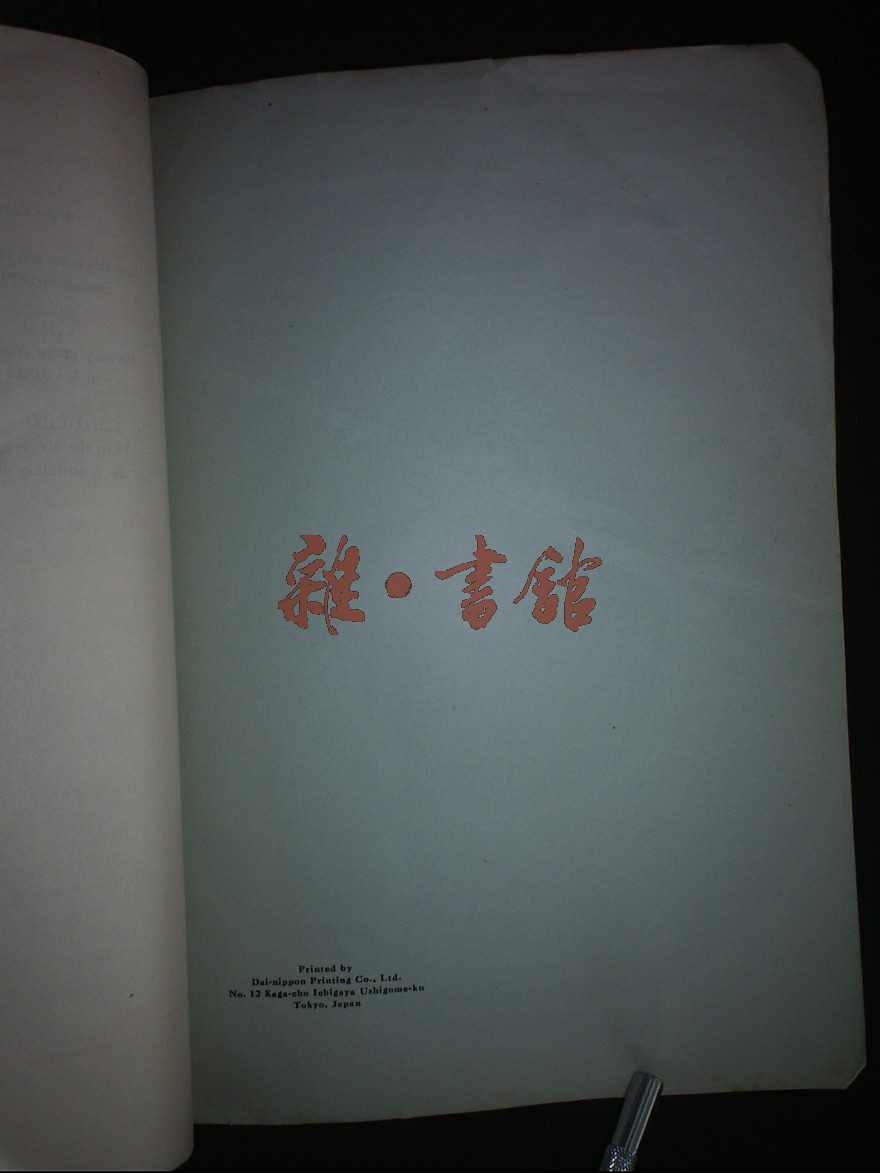 雜・書館
Printed by
Dai-nippon Printing Co., Ltd.
No. 12 Kaga-cho Ichigaya Ushigome-ku
Tokyo, Japan